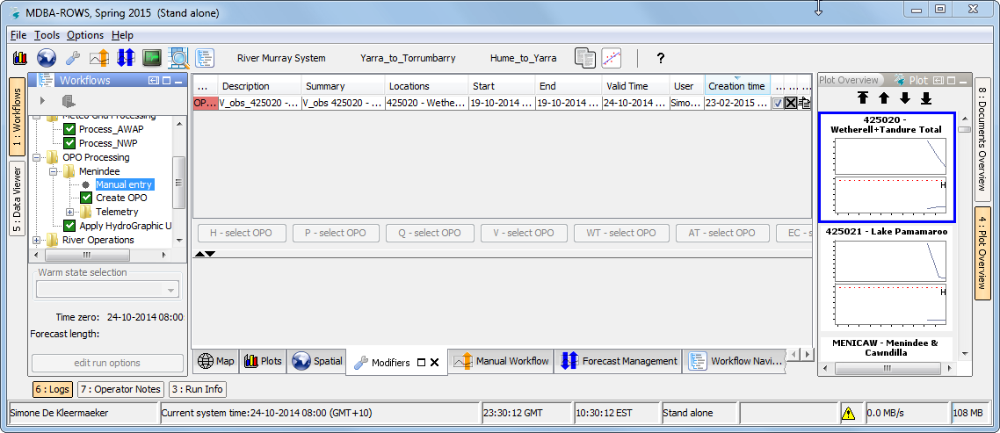 MDBA-ROWS, Spring 2015  (Stand alone)
File Tools Options Help
River Murray System Yarra_to_Torrumbarry Hume_to_Yarra ?
1 : Workflows
5 : Data Viewer
Workflows
Meteo Grid Processing
Process_AWAP
Process_NWP
OPO Processing
Menindee
Manual entry
Create OPO
Telemetry
Apply HydroGraphic U
River Operations
Warm state selection
Time zero: 24-10-2014 08:00
Forecast length:
edit run options
... Description Summary Locations Start End Valid Time User Creation time ... ... ...
OP... V_obs_425020 -... V_obs 425020 - ... 425020 - Wethe... 19-10-2014 ... 19-10-2014 ... 24-10-2014 ... Simo... 23-02-2015 ...
H - select OPO P - select OPO Q - select OPO V - select OPO WT - select OPO AT - select OPO EC - s
Map Plots Spatial Modifiers Manual Workflow Forecast Management Workflow Navi...
Plot Overview Plot
425020 -
Wetherell+Tandure Total
H
425021 - Lake Pamamaroo
H
MENICAW - Menindee &
Cawndilla
8 : Documents Overview
4 : Plot Overview
6 : Logs 7 : Operator Notes 3 : Run Info
Simone De Kleermaeker Current system time:24-10-2014 08:00 (GMT+10) 23:30:12 GMT 10:30:12 EST Stand alone 0.0 MB/s 108 MB